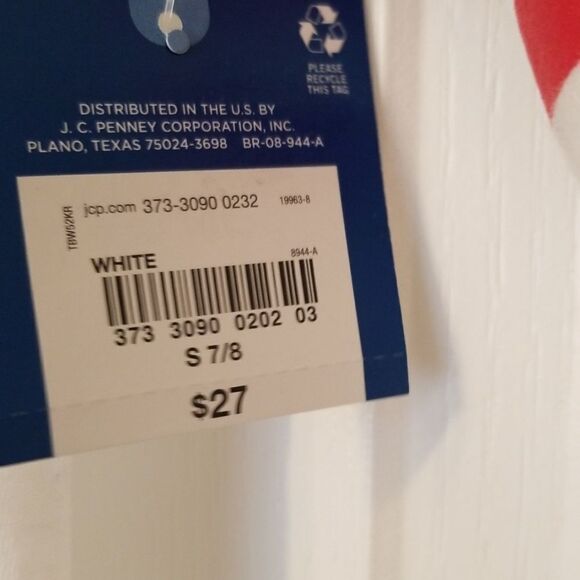 PLEASE
RECYCLE
THIS TAG
DISTRIBUTED IN THE U.S. BY
J. C. PENNEY CORPORATION, INC.
PLANO, TEXAS 75024-3698 BR-08-944-A
TBW52KR
jcp.com 373-3090 0232 19963-8
WHITE 8944-A
373 3090 0202 03
S 7/8
$27